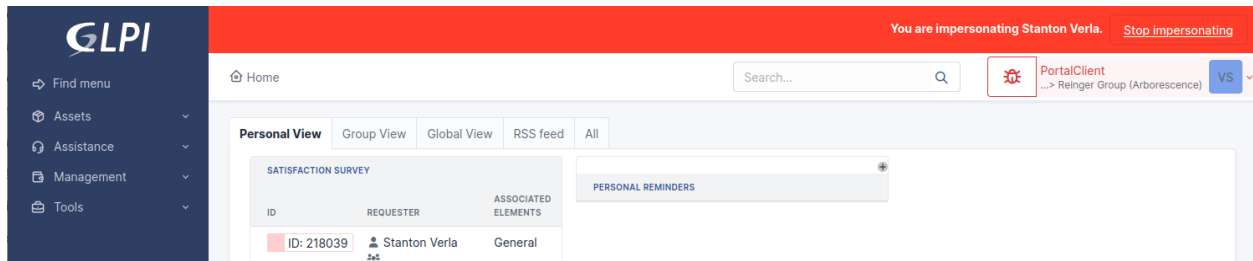 GLPI
You are impersonating Stanton Verla. Stop impersonating
Find menu
Assets
Assistance
Management
Tools
Home
Search...
PortalClient
...> Reinger Group (Arborescence)
VS
Personal View Group View Global View RSS feed All
SATISFACTION SURVEY
ID REQUESTER ASSOCIATED
ELEMENTS
ID: 218039 Stanton Verla General
PERSONAL REMINDERS